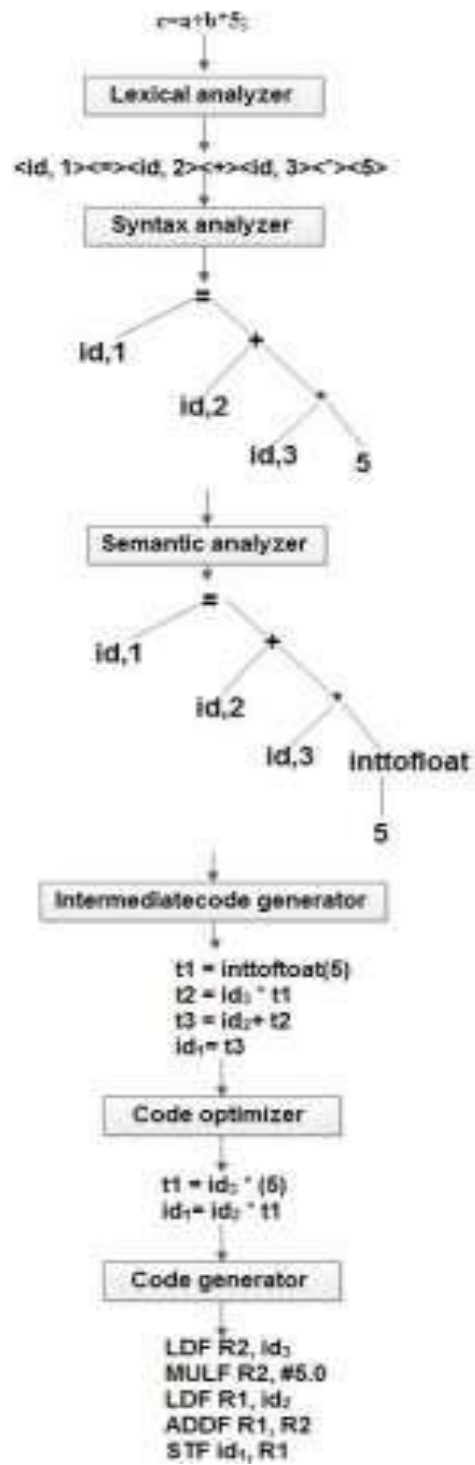 c=a+b*5;
Lexical analyzer
<id, 1><=><id, 2><+><id, 3><*><5>
Syntax analyzer
=
id,1
+
id,2
*
id,3
5
Semantic analyzer
=
id,1
+
id,2
*
id,3
inttofloat
5
Intermediatecode generator
t1 = inttoftoat(5)
t2 = id₃ * t1
t3 = id₂+ t2
id₁= t3
Code optimizer
t1 = id₃ * (5)
id₁= id₂ * t1
Code generator
LDF R2, id₃
MULF R2, #5.0
LDF R1, id₂
ADDF R1, R2
STF id₁, R1